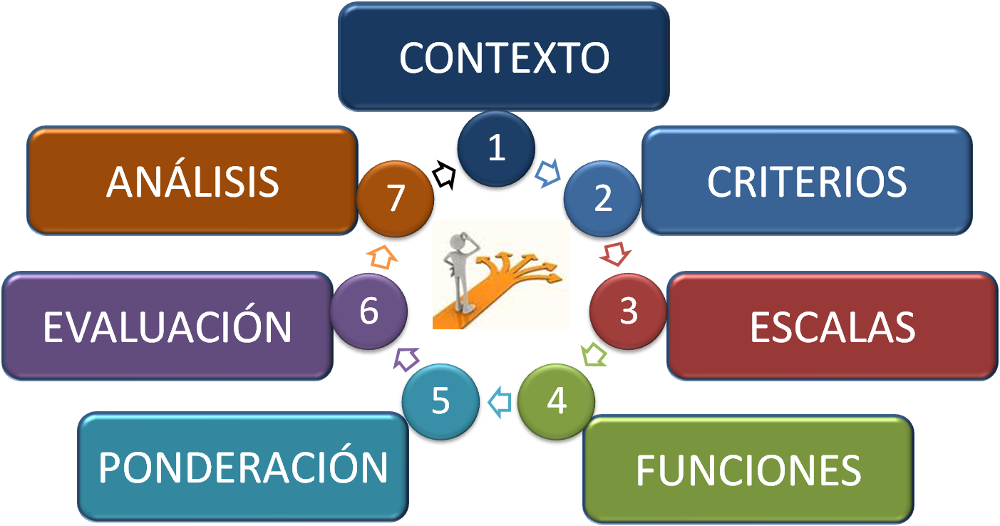 CONTEXTO
1
2
CRITERIOS
3
ESCALAS
4
FUNCIONES
5
PONDERACIÓN
6
EVALUACIÓN
7
ANÁLISIS